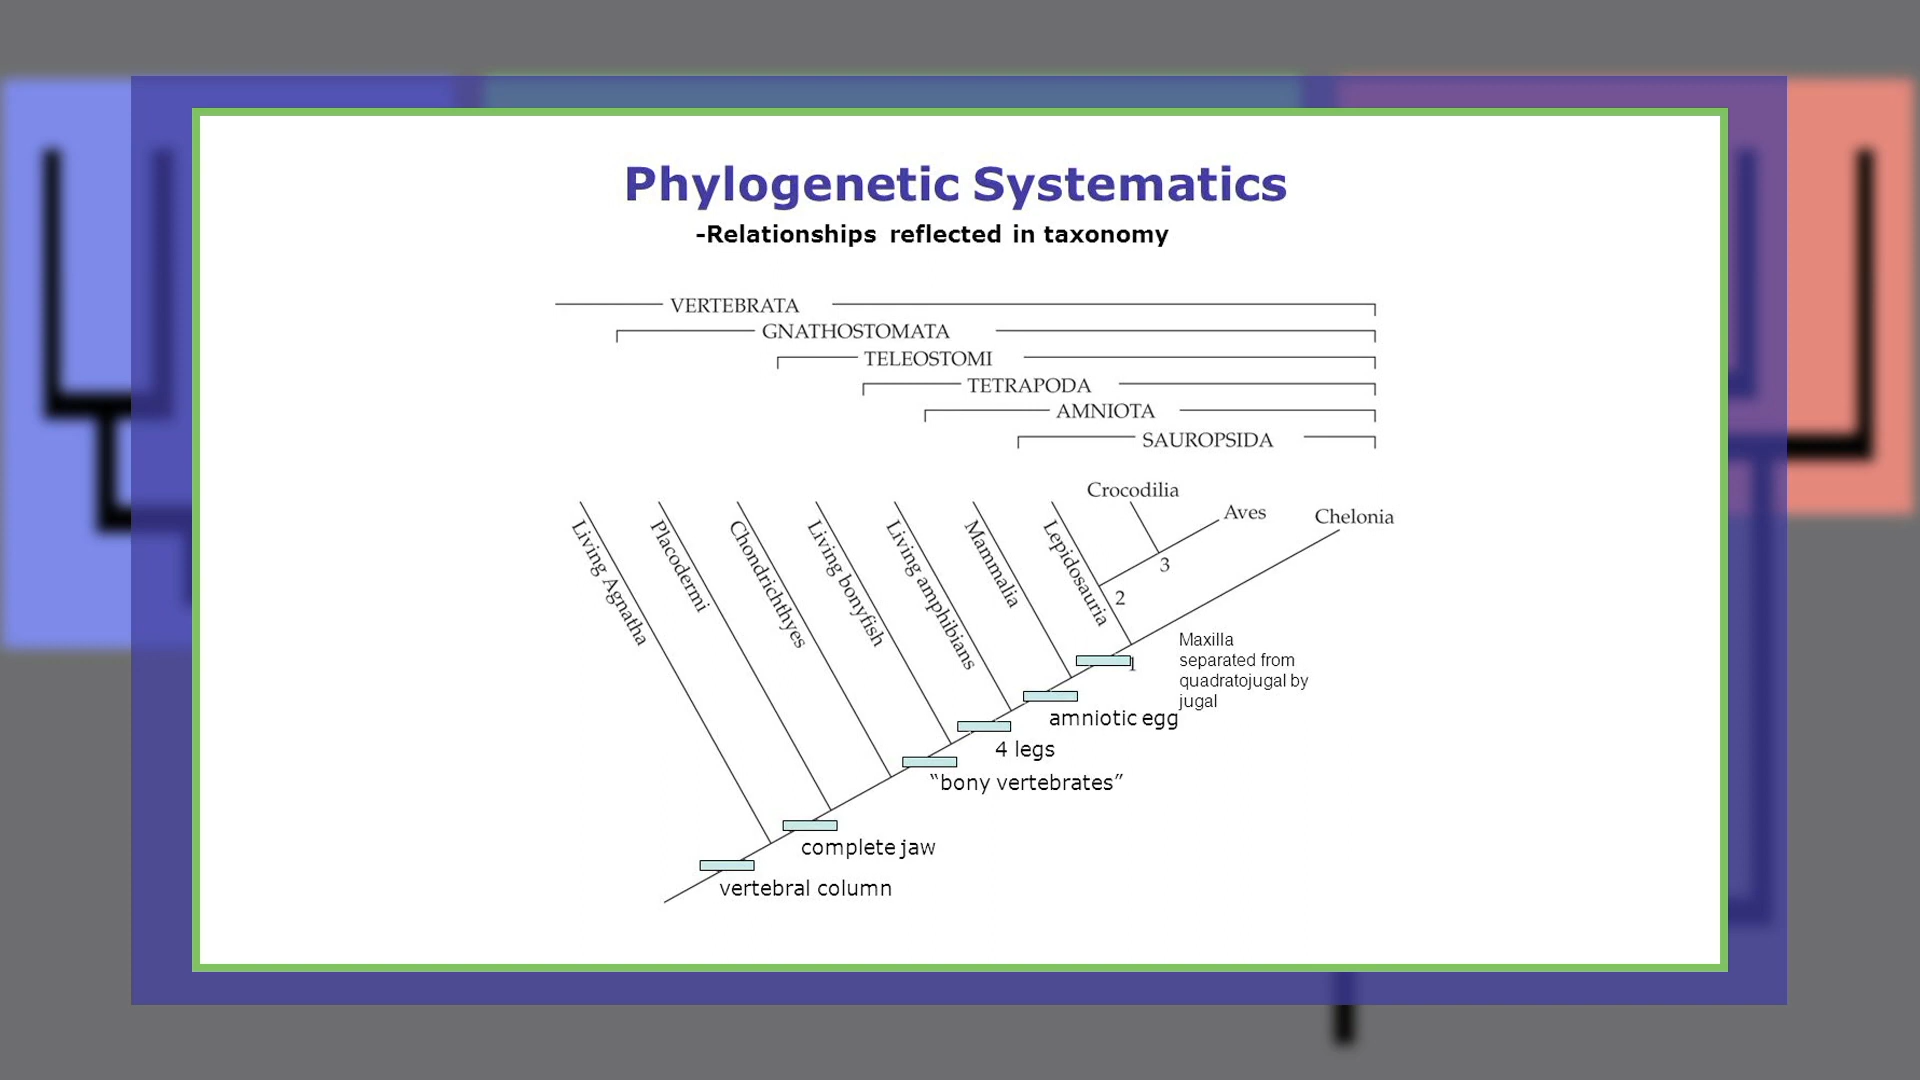 Phylogenetic Systematics
-Relationships reflected in taxonomy
VERTEBRATA
GNATHOSTOMATA
TELEOSTOMI
TETRAPODA
AMNIOTA
SAUROPSIDA
Crocodilia
Aves
Chelonia
Living Agnatha
Placodermi
Chondrichthyes
Living bonyfish
Living amphibians
Mammalia
Lepidosauria
3
2
1
Maxilla
separated from
quadratojugal by
jugal
amniotic egg
4 legs
“bony vertebrates”
complete jaw
vertebral column